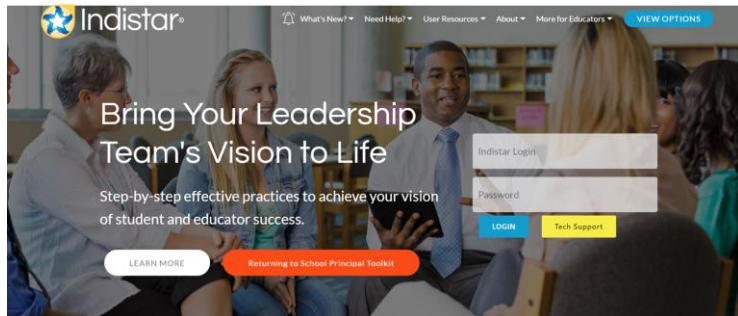 Indistar®
What's New?
Need Help?
User Resources
About
More for Educators
VIEW OPTIONS
Bring Your Leadership
Team's Vision to Life
Step-by-step effective practices to achieve your vision
of student and educator success.
LEARN MORE
Returning to School Principal Toolkit
Indistar Login
Password
LOGIN
Tech Support